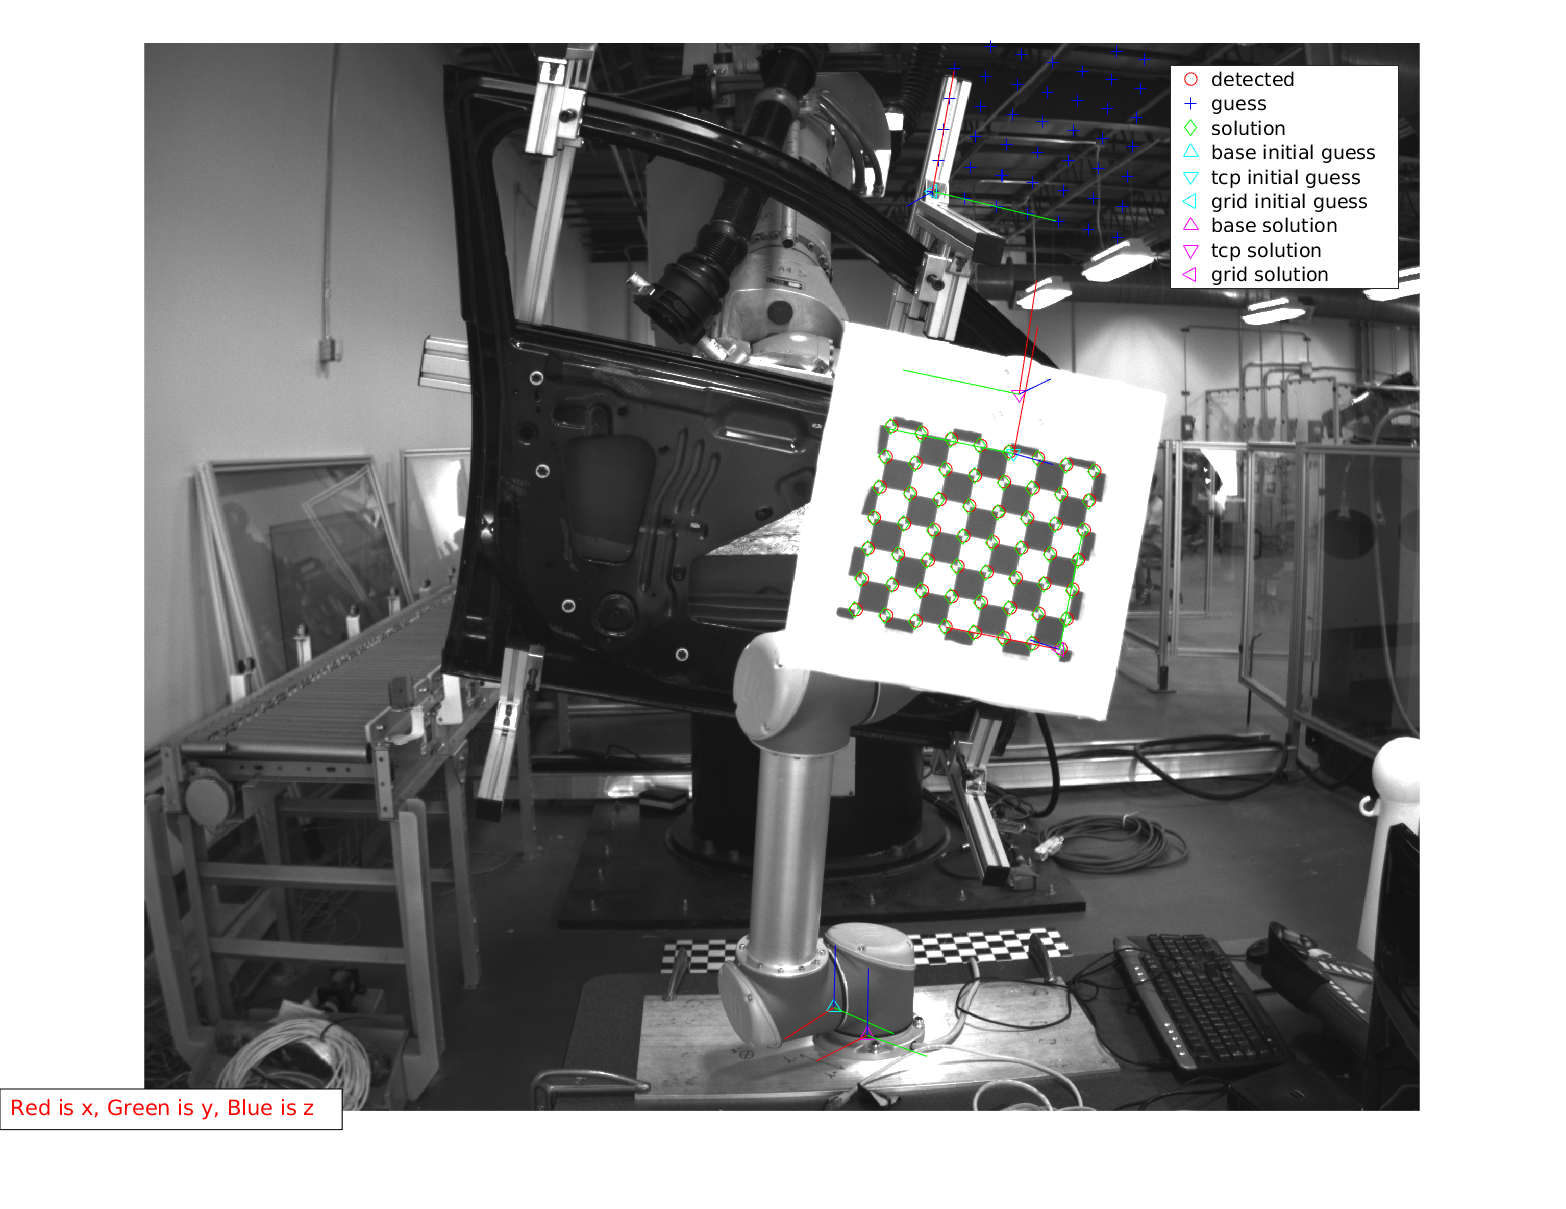 detected
guess
solution
base initial guess
tcp initial guess
grid initial guess
base solution
tcp solution
grid solution
Red is x, Green is y, Blue is z